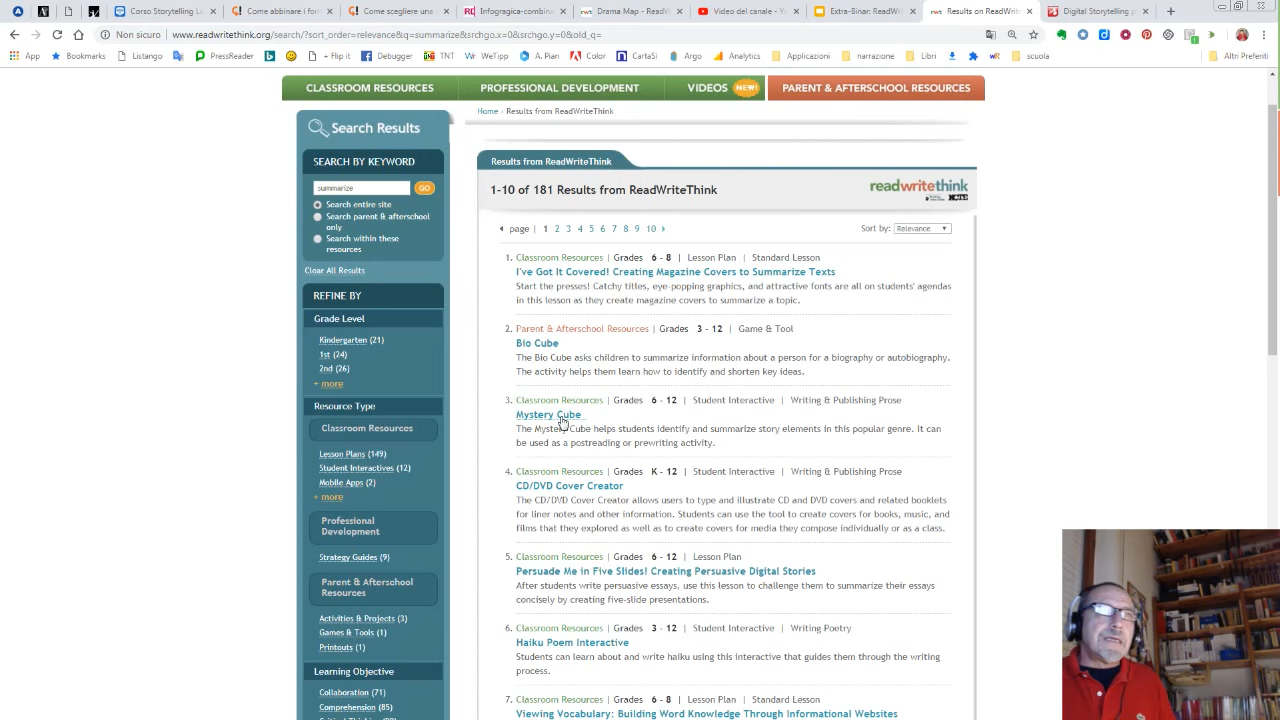 Corso Storytelling L
Come abbinare i form
Come scegliere una
Infogragica-combinar
Drama Map - ReadWr
Video del canale - Yo
Extra-Binar: ReadWr
ReadWriteThink
Digital Storytelling pe
Non sicuro | www.readwritethink.org/search/?sort_order=relevance&q=summarize&srchgo.x=0&srchgo.y=0&old_q=
App
Bookmarks
Listango
PressReader
+ Flip it
Debugger
TNT
WeTipp
A. Pian
Color
CartaSi
Argo
Analytics
Applicazioni
narrazione
Libri
scuola
Altri Preferiti
CLASSROOM RESOURCES
PROFESSIONAL DEVELOPMENT
VIDEOS NEW!
PARENT & AFTERSCHOOL RESOURCES
Home · Results from ReadWriteThink
Search Results
SEARCH BY KEYWORD
summarize GO
Search entire site
Search parent & afterschool
only
Search within these
resources
Clear All Results
REFINE BY
Grade Level
Kindergarten (21)
1st (24)
2nd (26)
+ more
Resource Type
Classroom Resources
Lesson Plans (149)
Student Interactives (12)
Mobile Apps (2)
+ more
Professional
Development
Strategy Guides (9)
Parent & Afterschool
Resources
Activities & Projects (3)
Games & Tools (1)
Printouts (1)
Learning Objective
Collaboration (71)
Comprehension (85)
Results from ReadWriteThink
1-10 of 181 Results from ReadWriteThink
readwritethink
NCTE
page | 1 2 3 4 5 6 7 8 9 10
Sort by: Relevance
1. Classroom Resources | Grades 6 – 8 | Lesson Plan | Standard Lesson
I've Got It Covered! Creating Magazine Covers to Summarize Texts
Start the presses! Catchy titles, eye-popping graphics, and attractive fonts are all on students' agendas
in this lesson as they create magazine covers to summarize a topic.
2. Parent & Afterschool Resources | Grades 3 – 12 | Game & Tool
Bio Cube
The Bio Cube asks children to summarize information about a person for a biography or autobiography.
The activity helps them learn how to identify and shorten key ideas.
3. Classroom Resources | Grades 6 – 12 | Student Interactive | Writing & Publishing Prose
Mystery Cube
The Mystery Cube helps students identify and summarize story elements in this popular genre. It can
be used as a postreading or prewriting activity.
4. Classroom Resources | Grades K – 12 | Student Interactive | Writing & Publishing Prose
CD/DVD Cover Creator
The CD/DVD Cover Creator allows users to type and illustrate CD and DVD covers and related booklets
for liner notes and other information. Students can use the tool to create covers for books, music, and
films that they explored as well as to create covers for media they compose individually or as a class.
5. Classroom Resources | Grades 6 – 12 | Lesson Plan
Persuade Me in Five Slides! Creating Persuasive Digital Stories
After students write persuasive essays, use this lesson to challenge them to summarize their essays
concisely by creating five-slide presentations.
6. Classroom Resources | Grades 3 – 12 | Student Interactive | Writing Poetry
Haiku Poem Interactive
Students can learn about and write haiku using this interactive that guides them through the writing
process.
7. Classroom Resources | Grades 6 – 8 | Lesson Plan | Standard Lesson
Viewing Vocabulary: Building Word Knowledge Through Informational Websites